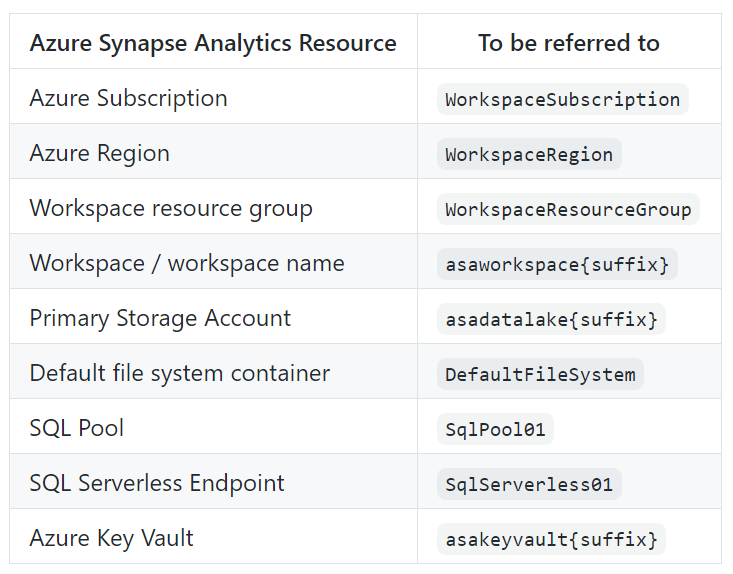 Azure Synapse Analytics Resource To be referred to
Azure Subscription WorkspaceSubscription
Azure Region WorkspaceRegion
Workspace resource group WorkspaceResourceGroup
Workspace / workspace name asaworkspace{suffix}
Primary Storage Account asadatalake{suffix}
Default file system container DefaultFileSystem
SQL Pool SqlPool01
SQL Serverless Endpoint SqlServerless01
Azure Key Vault asakeyvault{suffix}